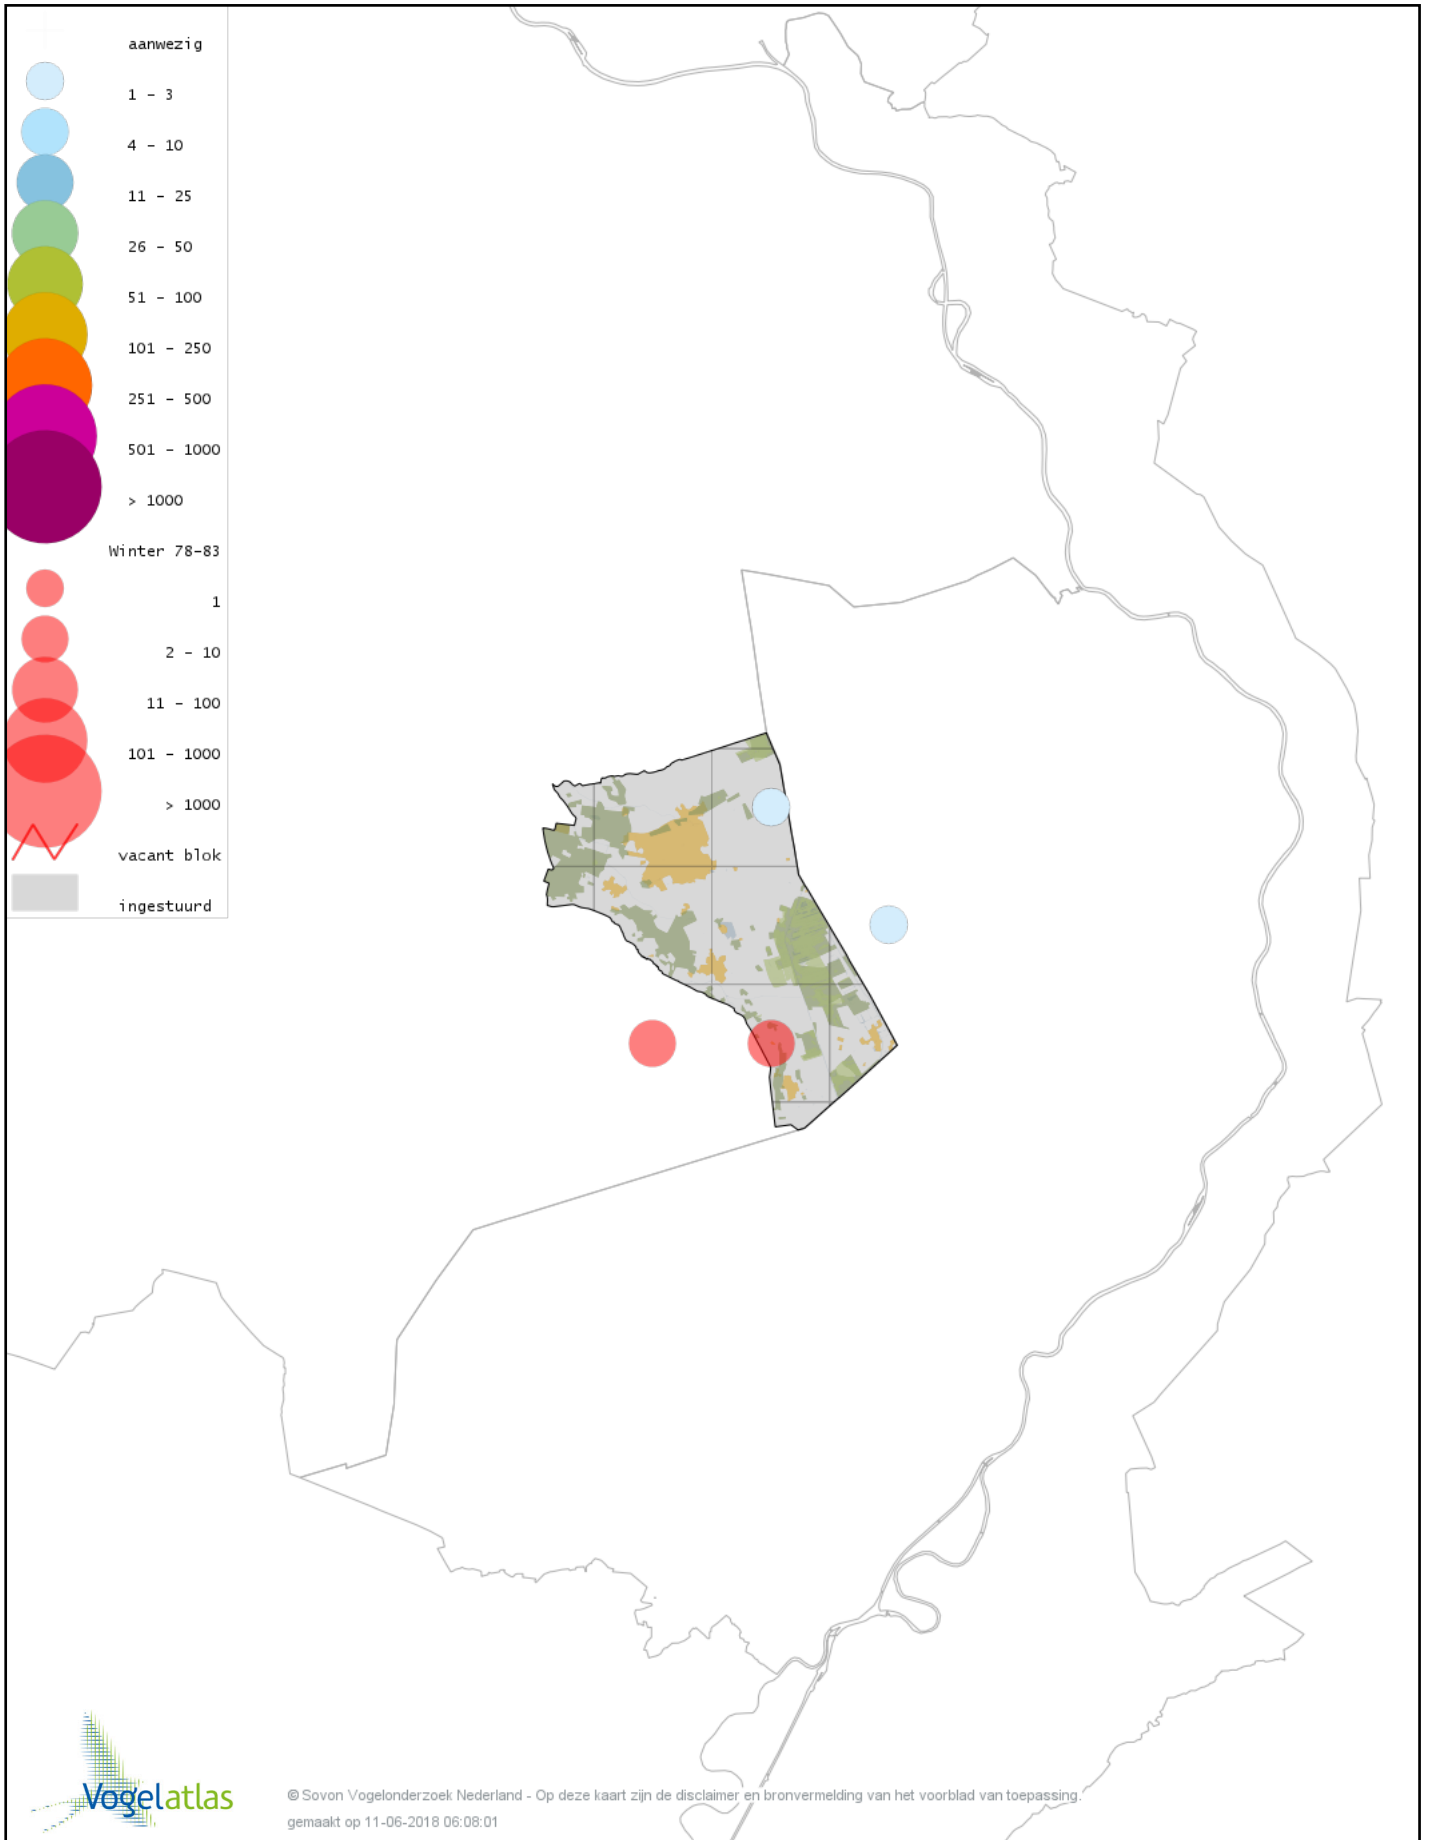 aanwezig
1 - 3
4 - 10
11 - 25
26 - 50
51 - 100
101 - 250
251 - 500
501 - 1000
> 1000
Winter 78-83
1
2 - 10
11 - 100
101 - 1000
> 1000
vacant blok
ingestuurd
Vogelatlas
© Sovon Vogelonderzoek Nederland - Op deze kaart zijn de disclaimer en bronvermelding van het voorblad van toepassing.
gemaakt op 11-06-2018 06:08:01